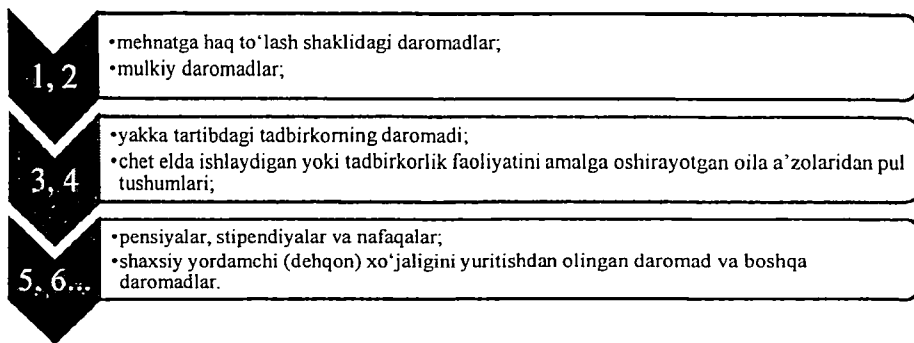 1, 2
•mehnatga haq to‘lash shaklidagi daromadlar;
•mulkiy daromadlar;
3, 4
•yakka tartibdagi tadbirkorning daromadi;
•chet elda ishlaydigan yoki tadbirkorlik faoliyatini amalga oshirayotgan oila a’zolaridan pul
tushumlari;
5, 6...
•pensiyalar, stipendiyalar va nafaqalar;
•shaxsiy yordamchi (dehqon) xo‘jaligini yuritishdan olingan daromad va boshqa
daromadlar.